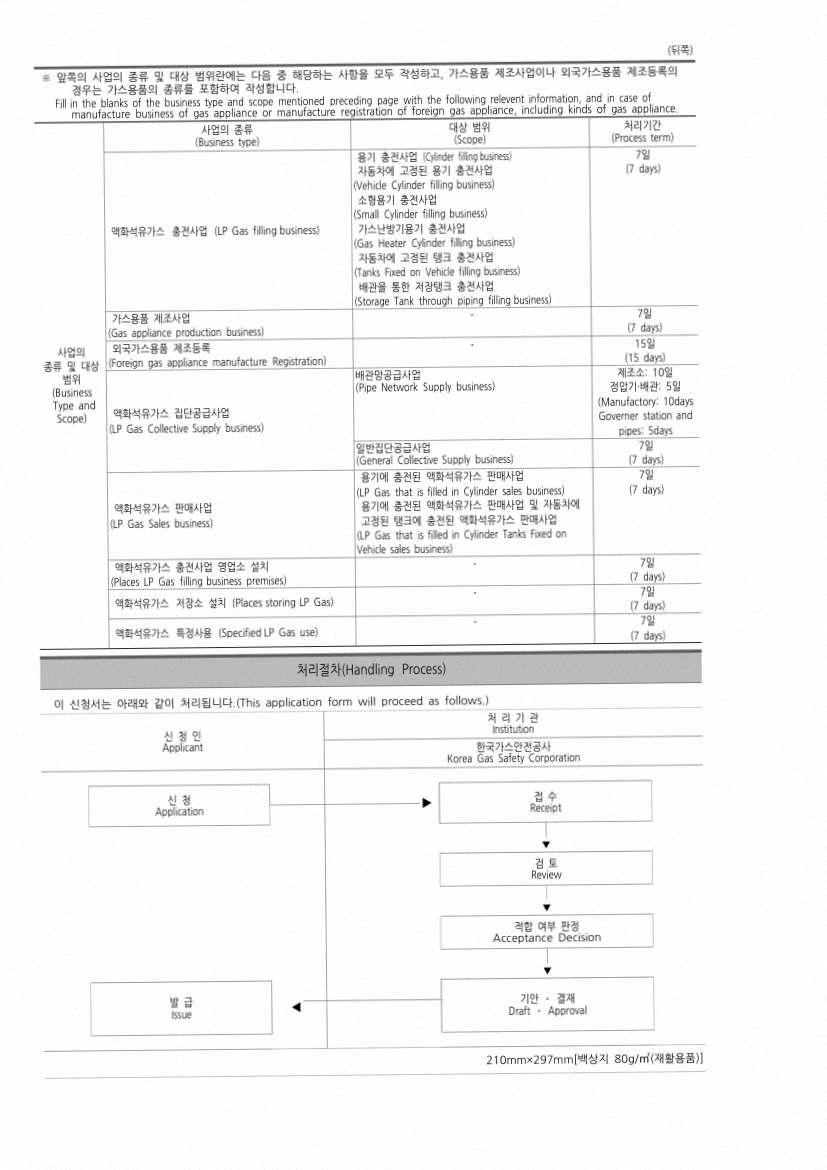 (뒤쪽)
※ 앞쪽의 사업의 종류 및 대상 범위란에는 다음 중 해당하는 사항을 모두 작성하고, 가스용품 제조사업이나 외국가스용품 제조등록의
경우는 가스용품의 종류를 포함하여 작성합니다.
Fill in the blanks of the business type and scope mentioned preceding page with the following relevent information, and in case of
manufacture business of gas appliance or manufacture registration of foreign gas appliance, including kinds of gas appliance.
사업의 종류
(Business type)
대상 범위
(Scope)
처리기간
(Process term)
사업의
종류 및 대상
범위
(Business
Type and
Scope)
액화석유가스 충전사업 (LP Gas filling business)
용기 충전사업 (Cylinder filling business)
자동차에 고정된 용기 충전사업
(Vehicle Cylinder filling business)
소형용기 충전사업
(Small Cylinder filling business)
가스난방기용기 충전사업
(Gas Heater Cylinder filling business)
자동차에 고정된 탱크 충전사업
(Tanks Fixed on Vehicle filling business)
배관을 통한 저장탱크 충전사업
(Storage Tank through piping filling business)
7일
(7 days)
가스용품 제조사업
(Gas appliance production business)
-
7일
(7 days)
외국가스용품 제조등록
(Foreign gas appliance manufacture Registration)
-
15일
(15 days)
액화석유가스 집단공급사업
(LP Gas Collective Supply business)
배관망공급사업
(Pipe Network Supply business)
제조소: 10일
정압기·배관: 5일
(Manufactory: 10days
Governer station and
pipes: 5days
일반집단공급사업
(General Collective Supply business)
7일
(7 days)
액화석유가스 판매사업
(LP Gas Sales business)
용기에 충전된 액화석유가스 판매사업
(LP Gas that is filled in Cylinder sales business)
용기에 충전된 액화석유가스 판매사업 및 자동차에
고정된 탱크에 충전된 액화석유가스 판매사업
(LP Gas that is filled in Cylinder Tanks Fixed on
Vehicle sales business)
7일
(7 days)
액화석유가스 충전사업 영업소 설치
(Places LP Gas filling business premises)
-
7일
(7 days)
액화석유가스 저장소 설치 (Places storing LP Gas)
-
7일
(7 days)
액화석유가스 특정사용 (Specified LP Gas use)
-
7일
(7 days)
처리절차(Handling Process)
이 신청서는 아래와 같이 처리됩니다.(This application form will proceed as follows.)
신 청 인
Applicant
처 리 기 관
Institution
한국가스안전공사
Korea Gas Safety Corporation
신 청
Application
접 수
Receipt
검 토
Review
적합 여부 판정
Acceptance Decision
발 급
Issue
기안 · 결재
Draft · Approval
210mm×297mm[백상지 80g/㎡(재활용품)]